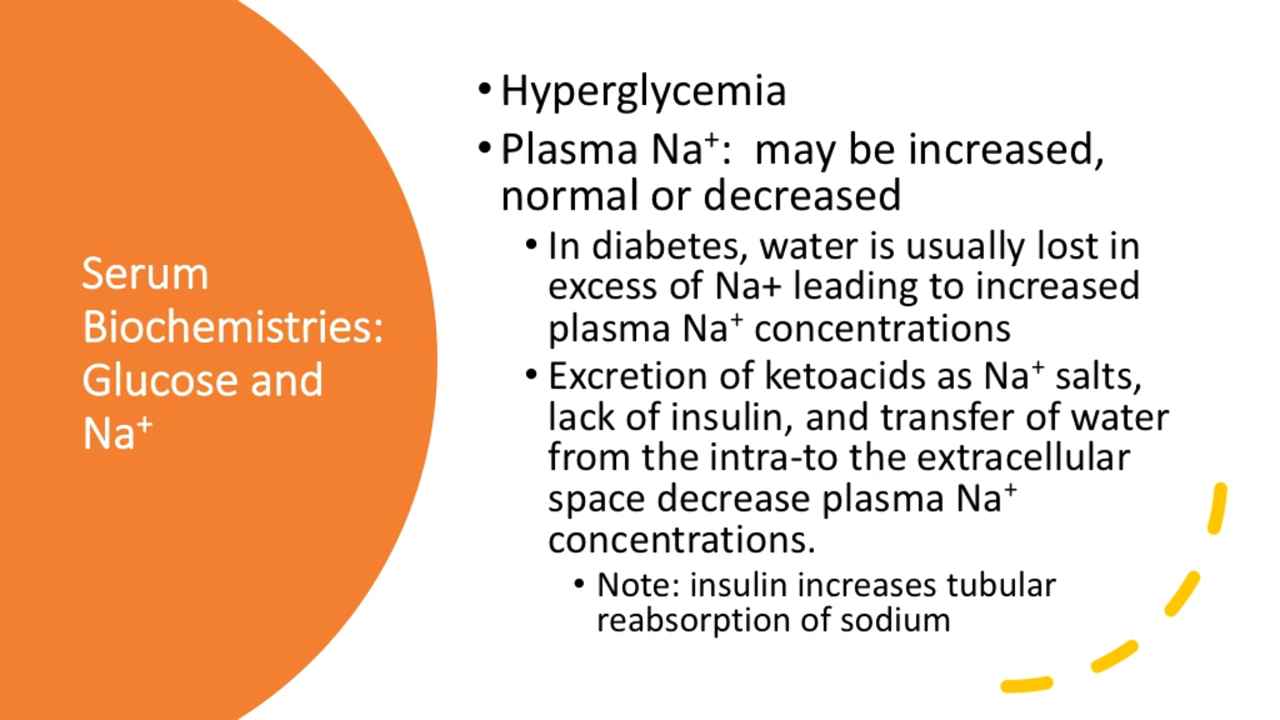 Serum
Biochemistries:
Glucose and
Na⁺
• Hyperglycemia
• Plasma Na⁺:  may be increased,
normal or decreased
• In diabetes, water is usually lost in
excess of Na+ leading to increased
plasma Na⁺ concentrations
• Excretion of ketoacids as Na⁺ salts,
lack of insulin, and transfer of water
from the intra-to the extracellular
space decrease plasma Na⁺
concentrations.
• Note: insulin increases tubular
reabsorption of sodium